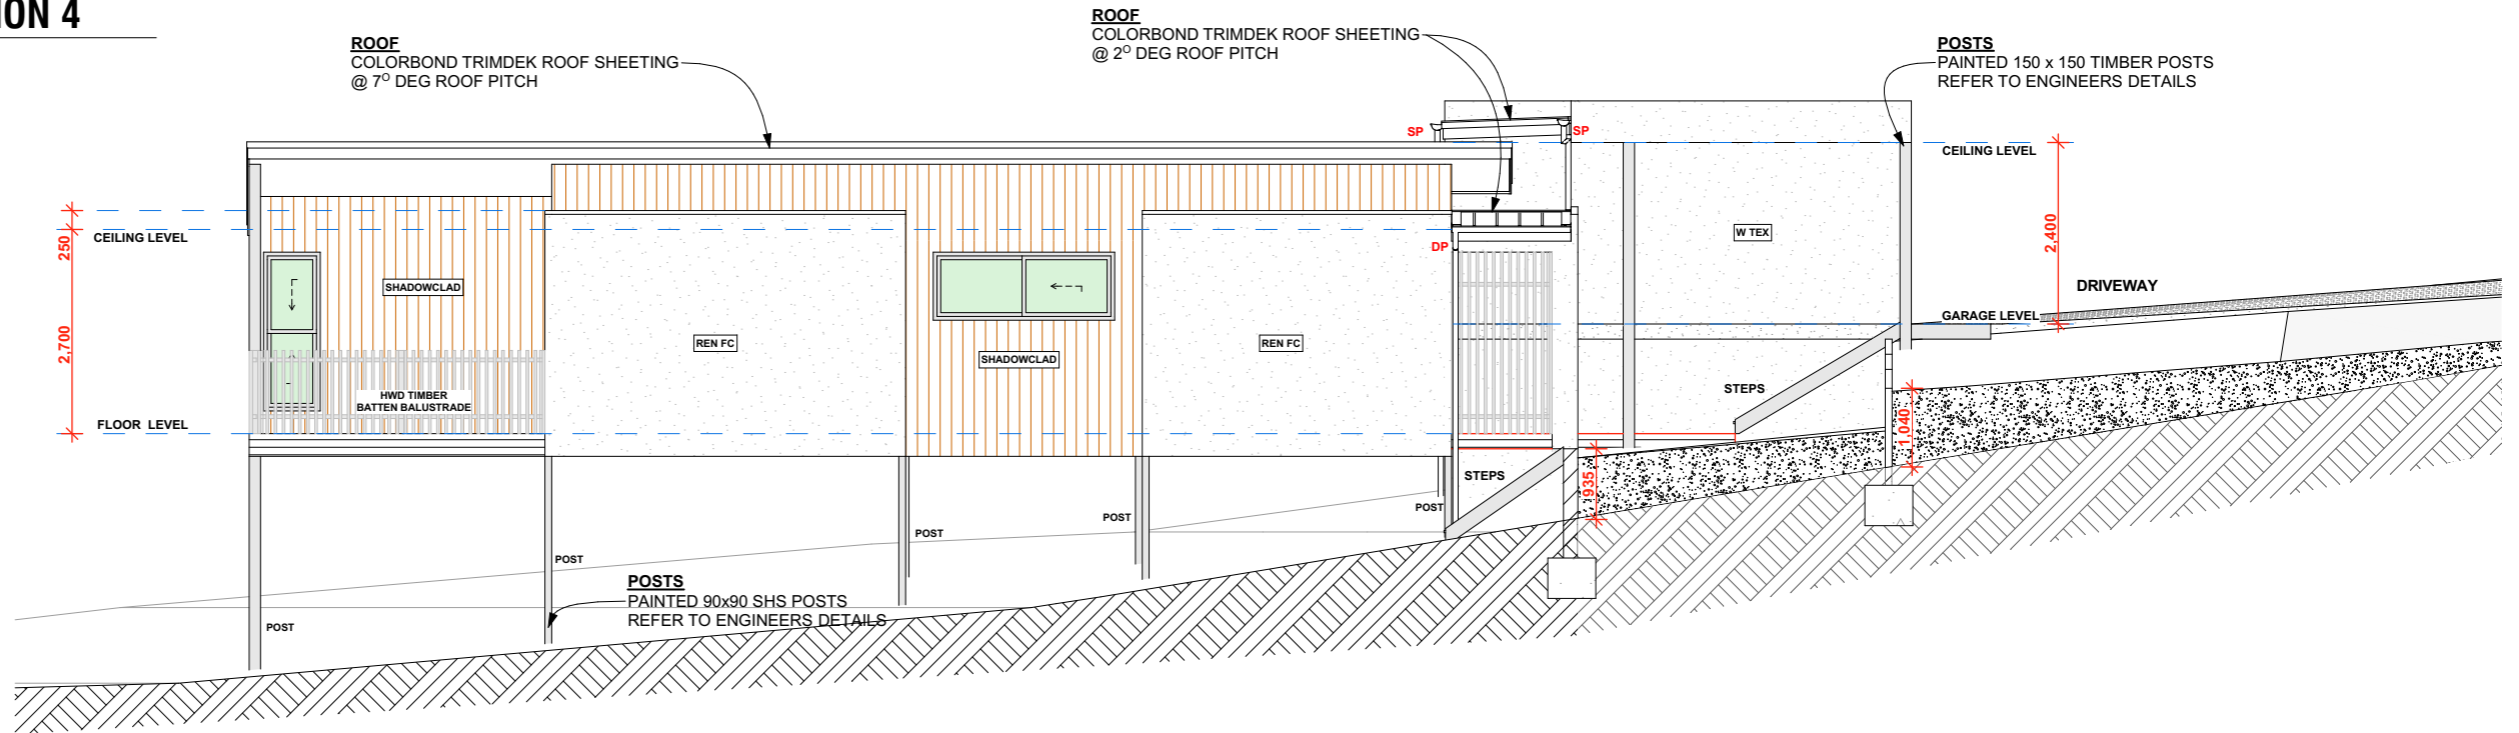 ION 4
ROOF
COLORBOND TRIMDEK ROOF SHEETING
@ 7O DEG ROOF PITCH
ROOF
COLORBOND TRIMDEK ROOF SHEETING
@ 2O DEG ROOF PITCH
POSTS
PAINTED 150 x 150 TIMBER POSTS
REFER TO ENGINEERS DETAILS
SP
SP
CEILING LEVEL
250
CEILING LEVEL
DP
W TEX
2,400
SHADOWCLAD
DRIVEWAY
GARAGE LEVEL
2,700
REN FC
REN FC
SHADOWCLAD
HWD TIMBER
BATTEN BALUSTRADE
STEPS
FLOOR LEVEL
1,040
STEPS
935
POST
POST
POST
POST
POSTS
PAINTED 90x90 SHS POSTS
REFER TO ENGINEERS DETAILS
POST